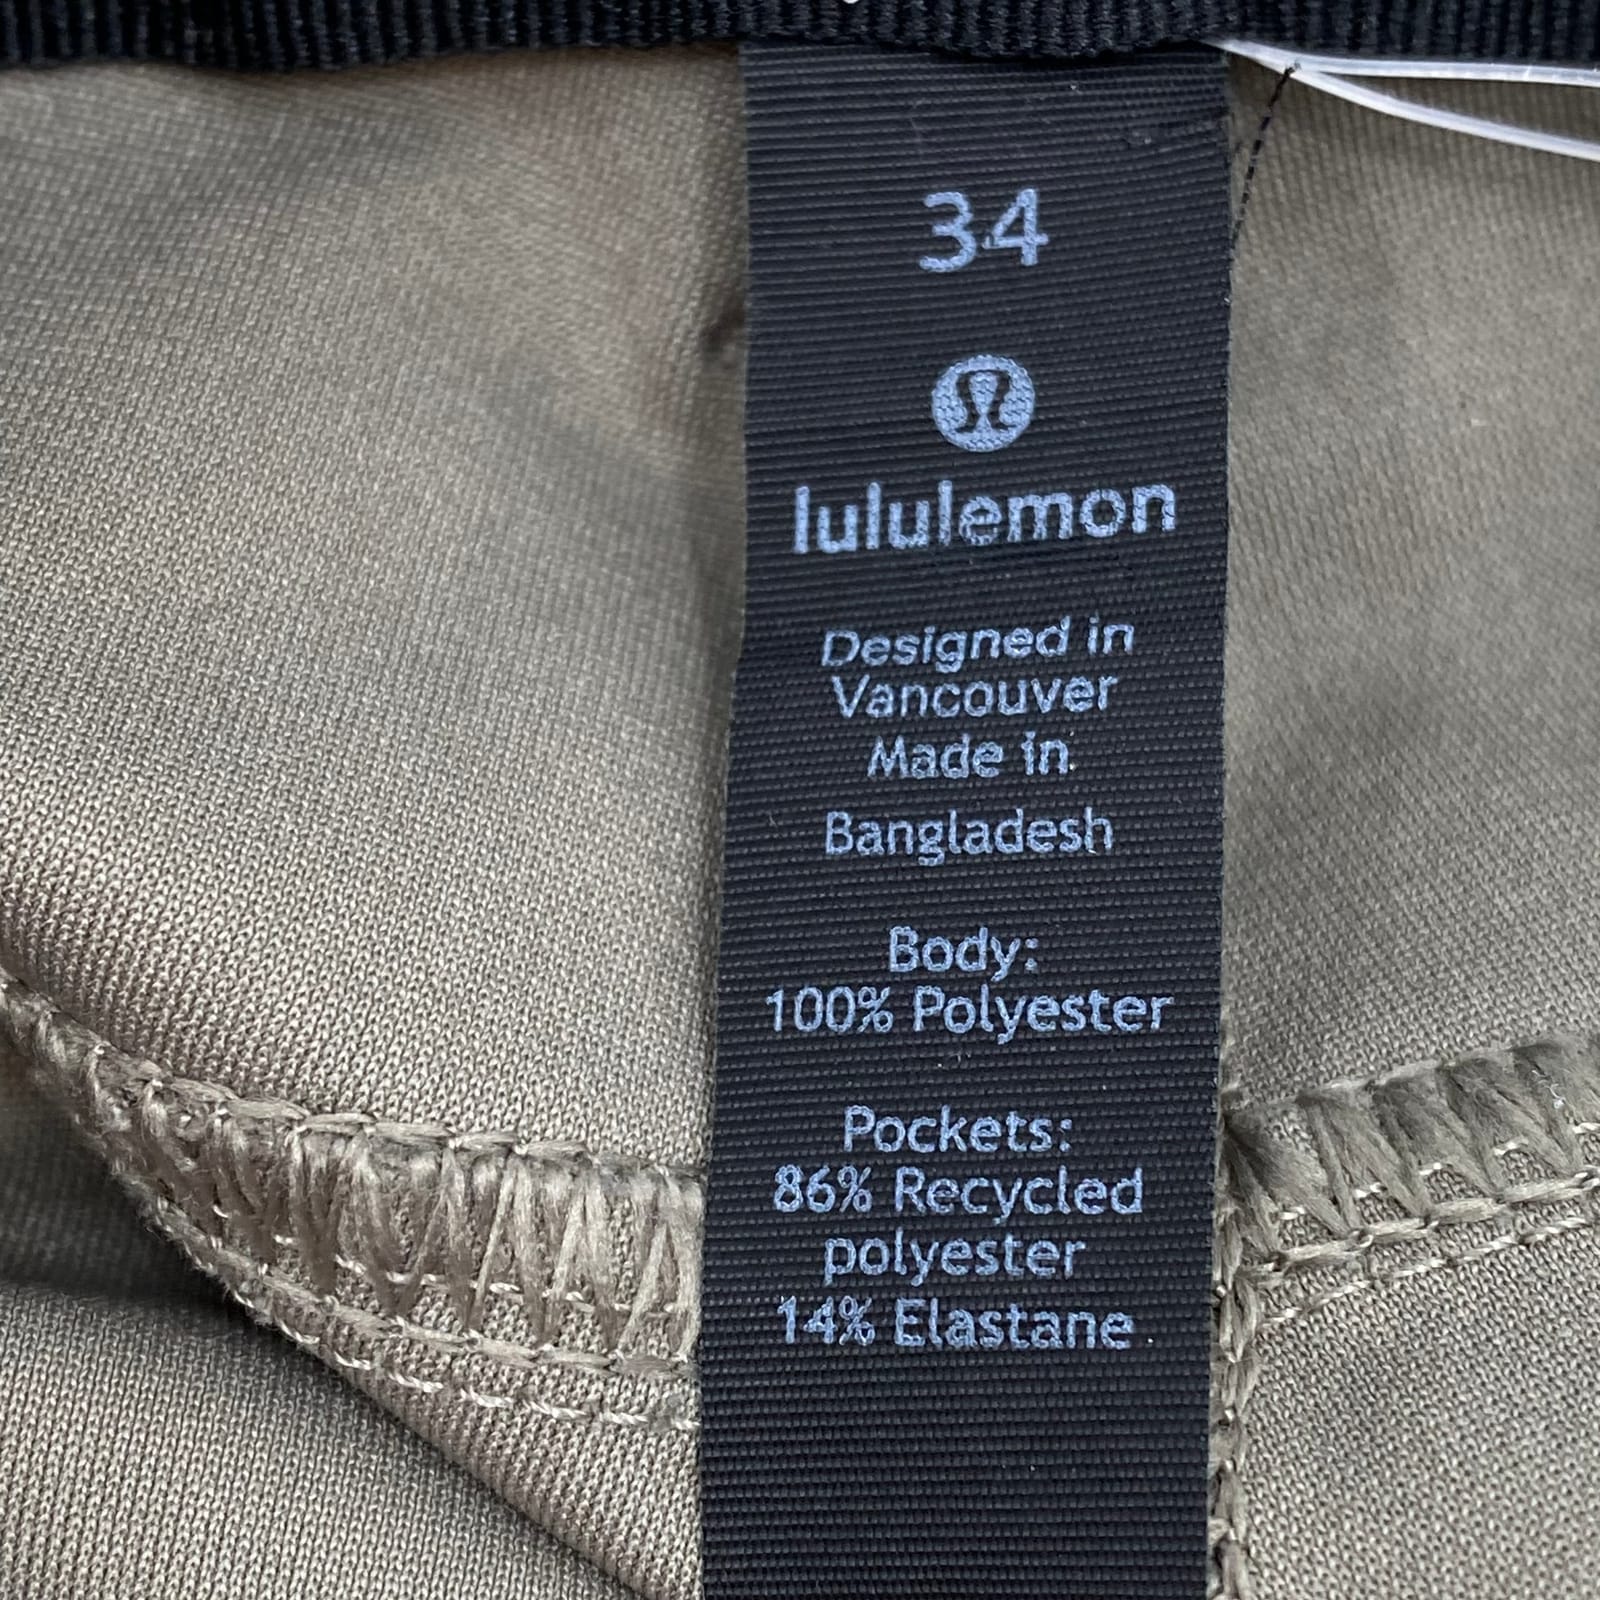 34
lululemon
Designed in
Vancouver
Made in
Bangladesh
Body:
100% Polyester
Pockets:
86% Recycled
polyester
14% Elastane